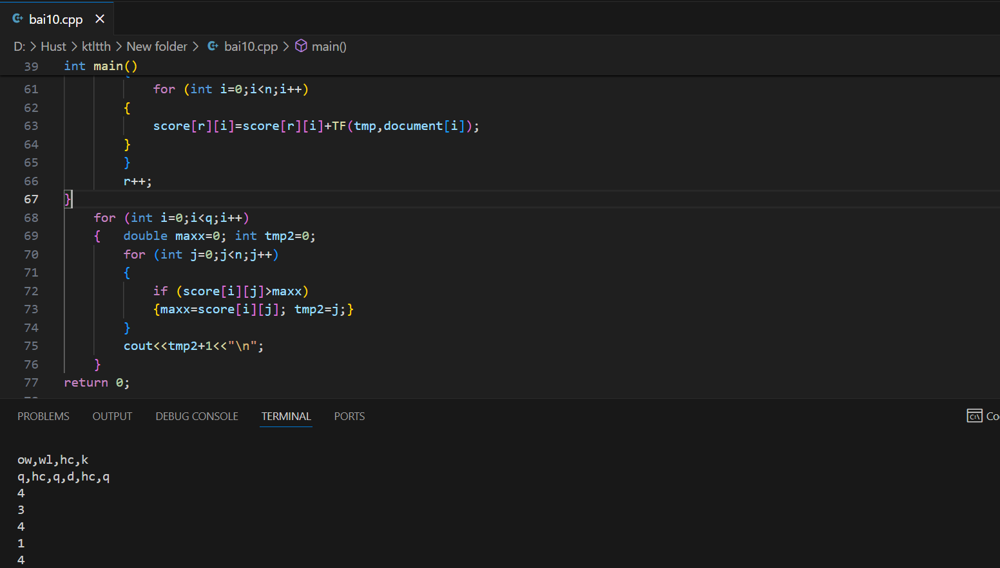 bai10.cpp
D: > Hust > ktltth > New folder > bai10.cpp > main()
39 int main()
61 for (int i=0;i<n;i++)
62 {
63 score[r][i]=score[r][i]+TF(tmp,document[i]);
64 }
65 }
66 r++;
67 }
68 for (int i=0;i<q;i++)
69 { double maxx=0; int tmp2=0;
70 for (int j=0;j<n;j++)
71 {
72 if (score[i][j]>maxx)
73 {maxx=score[i][j]; tmp2=j;}
74 }
75 cout<<tmp2+1<<"\n";
76 }
77 return 0;
PROBLEMS OUTPUT DEBUG CONSOLE TERMINAL PORTS
ow,wl,hc,k
q,hc,q,d,hc,q
4
3
4
1
4